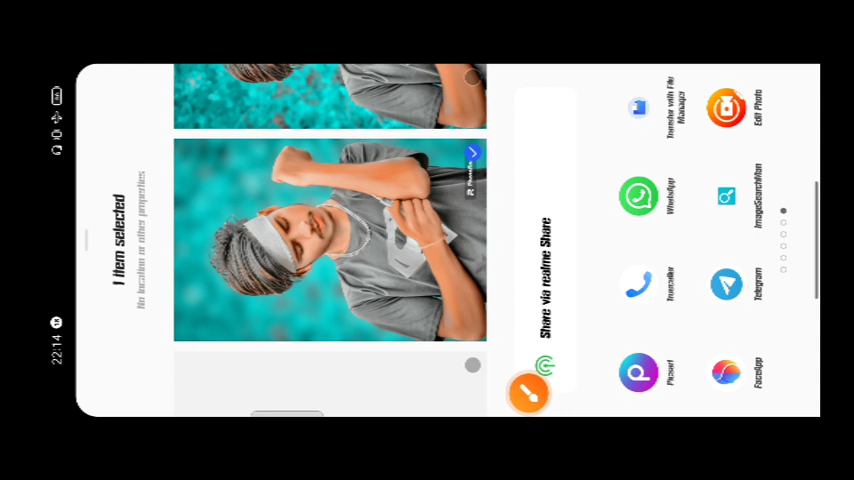 22:14
1 item selected
No location or other properties
Share via realme Share
Picsart
Truecaller
WhatsApp
Transfer with File
Manager
FaceApp
Telegram
ImageSearchMan
Edit Photo